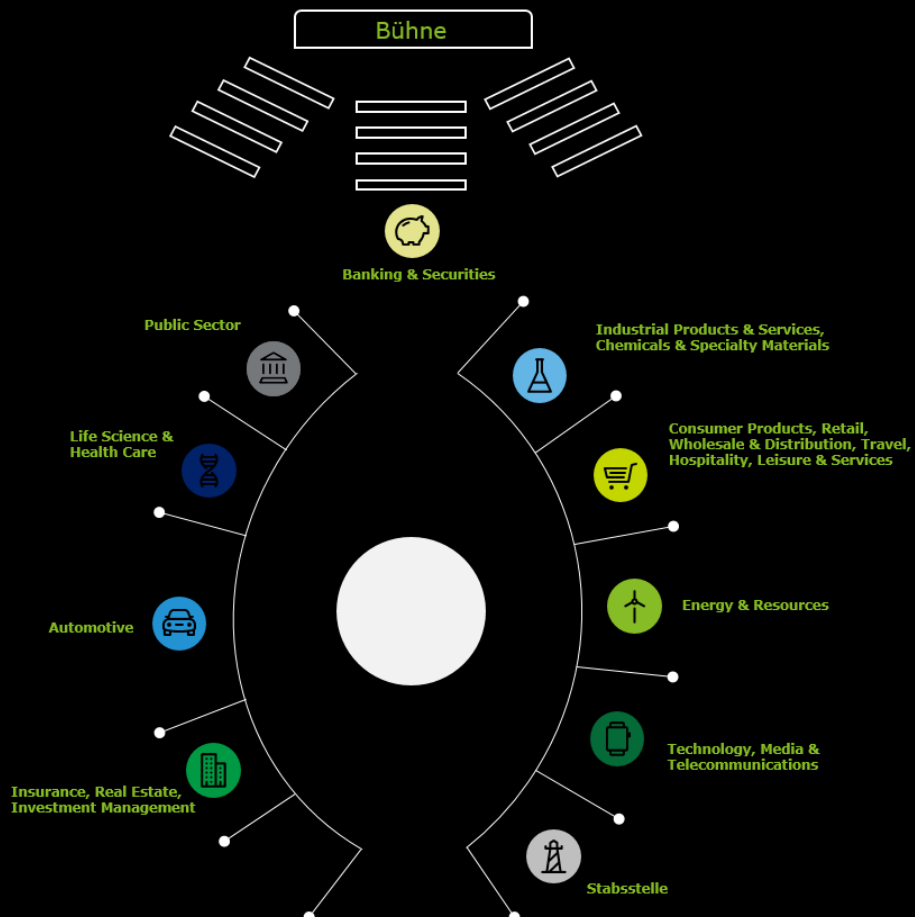 Bühne
Banking & Securities
Public Sector
Industrial Products & Services,
Chemicals & Specialty Materials
Life Science &
Health Care
Consumer Products, Retail,
Wholesale & Distribution, Travel,
Hospitality, Leisure & Services
Automotive
Energy & Resources
Insurance, Real Estate,
Investment Management
Technology, Media &
Telecommunications
Stabsstelle